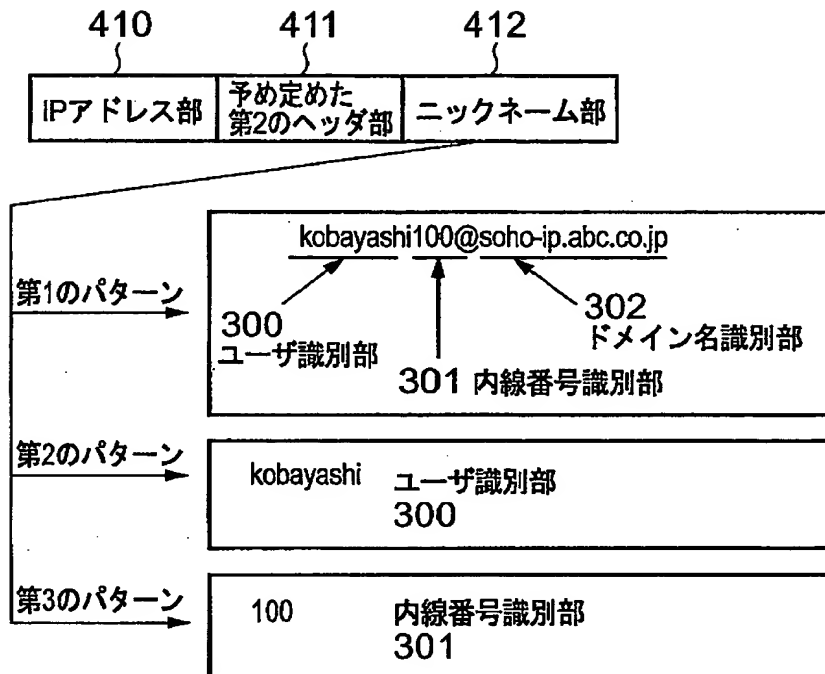 410 411 412
IPアドレス部 予め定めた ニックネーム部
第2のヘッダ部
kobayashi100@soho-ip.abc.co.jp
第1のパターン
300 302
ユーザ識別部 ドメイン名識別部
301 内線番号識別部
第2のパターン
kobayashi ユーザ識別部
300
第3のパターン
100 内線番号識別部
301